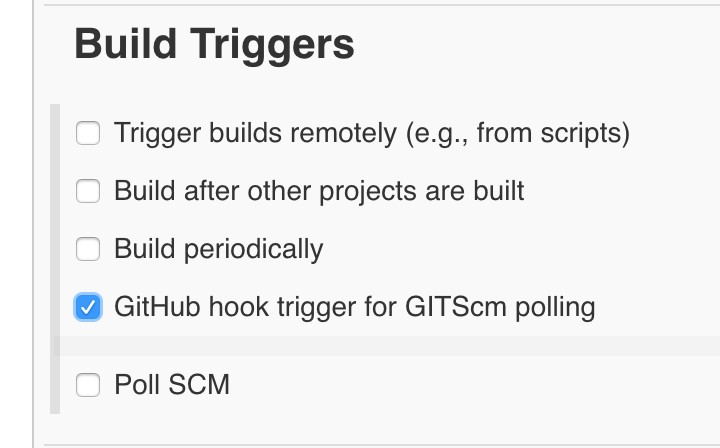 Build Triggers
Trigger builds remotely (e.g., from scripts)
Build after other projects are built
Build periodically
GitHub hook trigger for GITScm polling
Poll SCM